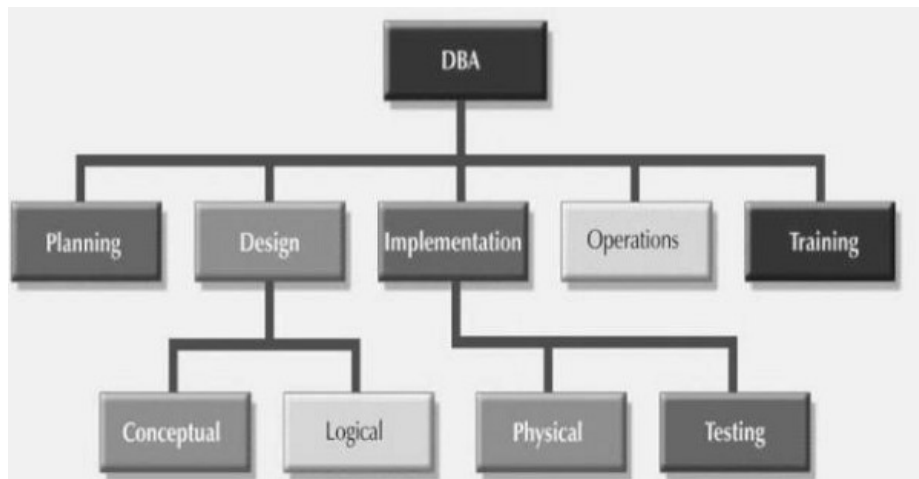 DBA
Planning
Design
Implementation
Operations
Training
Conceptual
Logical
Physical
Testing